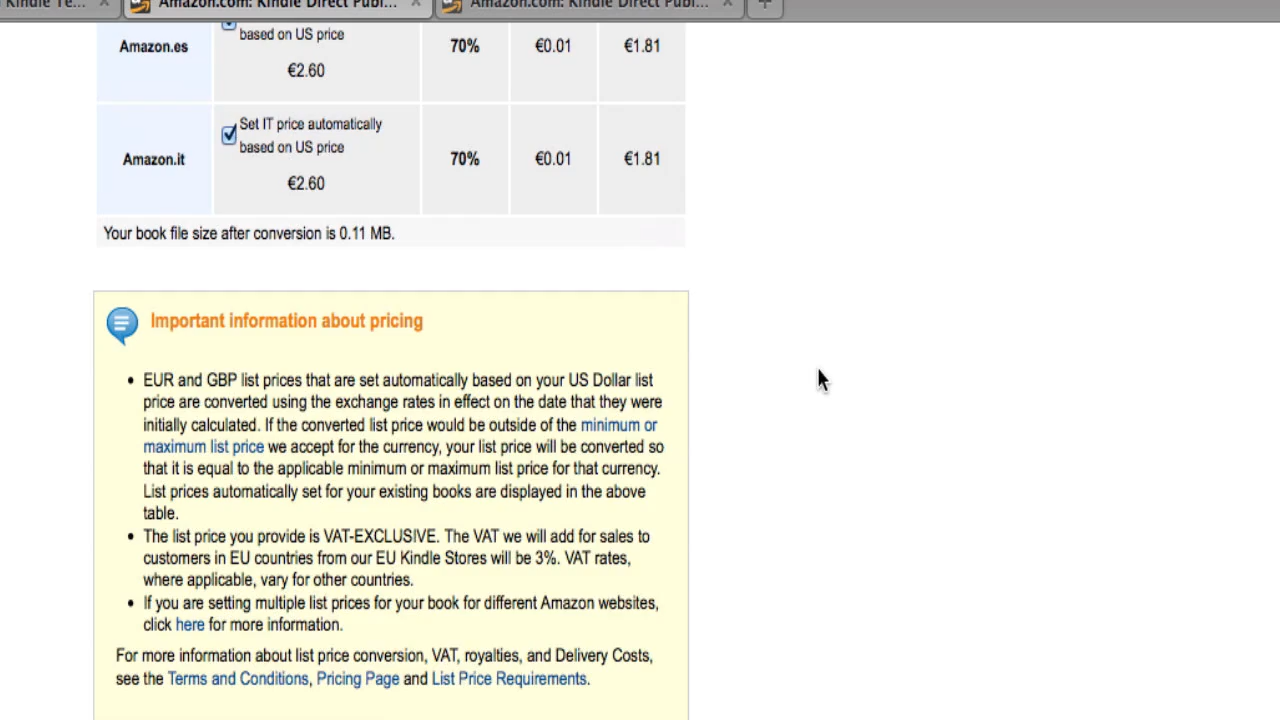 Kindle Te...
Amazon.com: Kindle Direct Publ...
Amazon.com: Kindle Direct Publ...
based on US price
Amazon.es
70%
€0.01
€1.81
€2.60
Set IT price automatically
based on US price
Amazon.it
70%
€0.01
€1.81
€2.60
Your book file size after conversion is 0.11 MB.
Important information about pricing
• EUR and GBP list prices that are set automatically based on your US Dollar list
price are converted using the exchange rates in effect on the date that they were
initially calculated. If the converted list price would be outside of the minimum or
maximum list price we accept for the currency, your list price will be converted so
that it is equal to the applicable minimum or maximum list price for that currency.
List prices automatically set for your existing books are displayed in the above
table.
• The list price you provide is VAT-EXCLUSIVE. The VAT we will add for sales to
customers in EU countries from our EU Kindle Stores will be 3%. VAT rates,
where applicable, vary for other countries.
• If you are setting multiple list prices for your book for different Amazon websites,
click here for more information.
For more information about list price conversion, VAT, royalties, and Delivery Costs,
see the Terms and Conditions, Pricing Page and List Price Requirements.